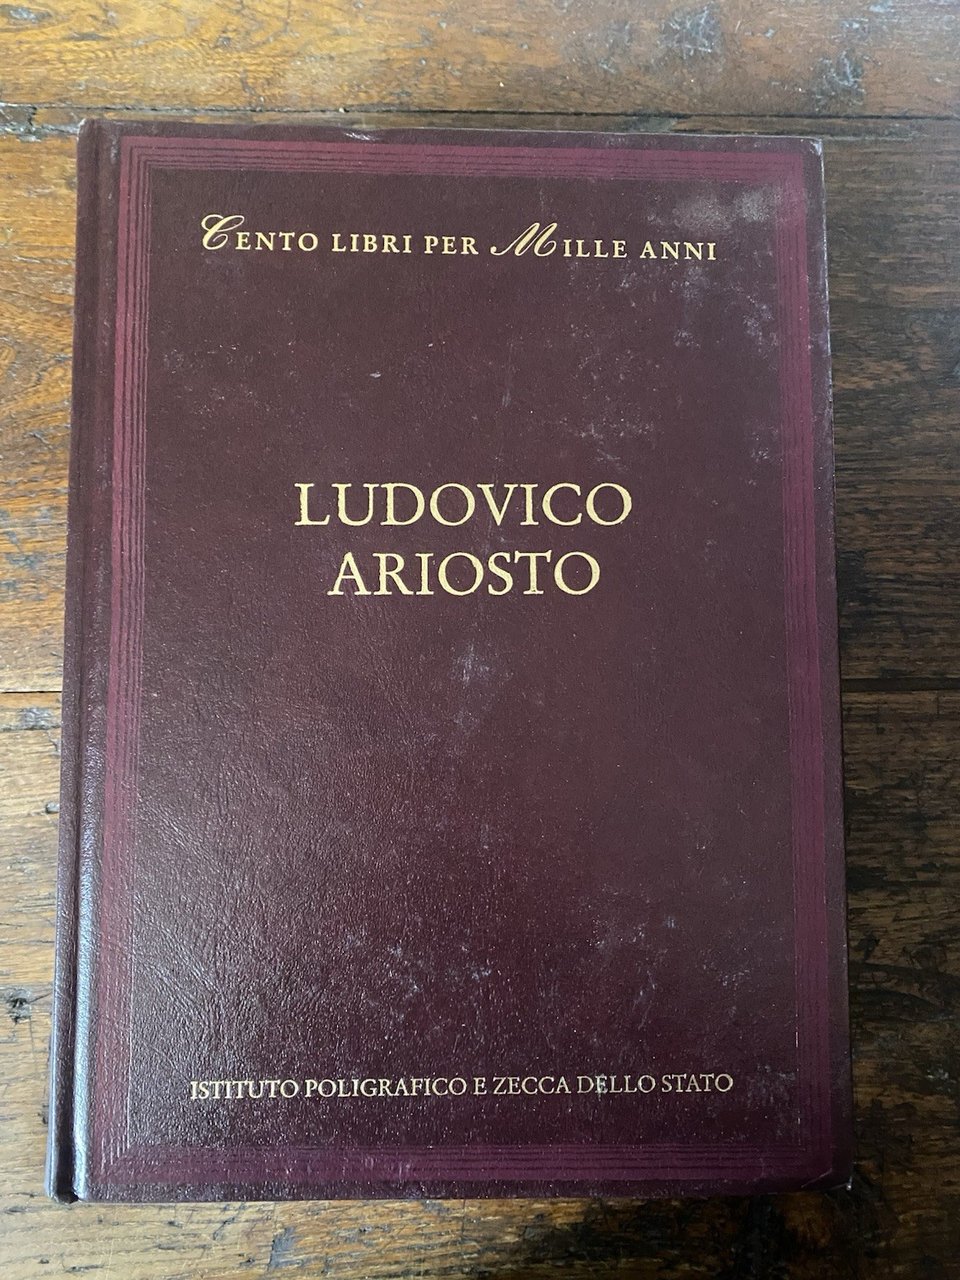 CENTO LIBRI PER MILLE ANNI
LUDOVICO
ARIOSTO
ISTITUTO POLIGRAFICO E ZECCA DELLO STATO